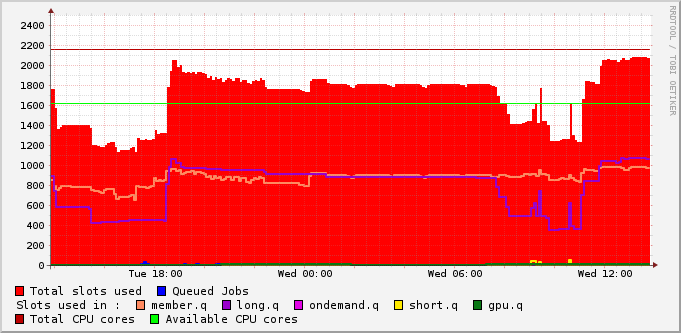 RRDTOOL / TOBI OETIKER
2400
2200
2000
1800
1600
1400
1200
1000
800
600
400
200
0
Tue 18:00 Wed 00:00 Wed 06:00 Wed 12:00
Total slots used Queued Jobs
Slots used in : member.q long.q ondemand.q short.q gpu.q
Total CPU cores Available CPU cores